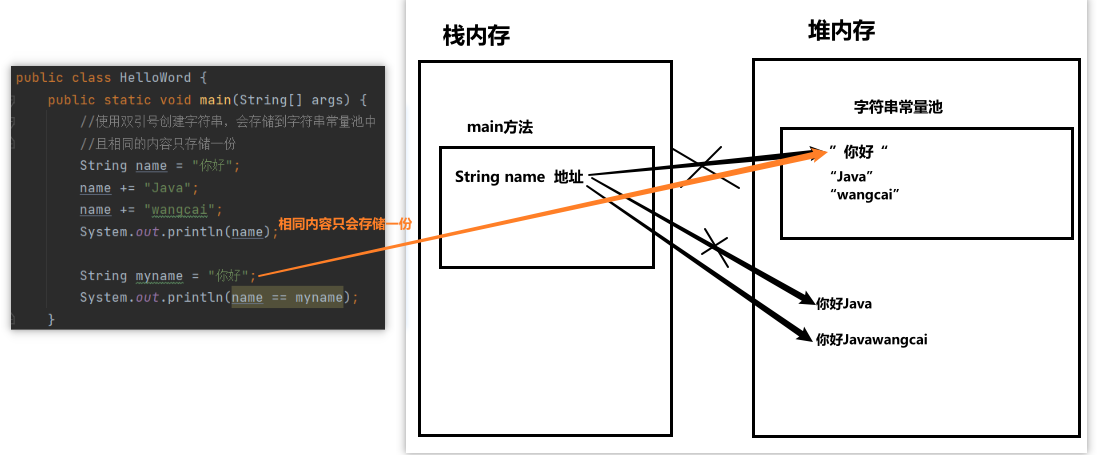 public class HelloWord {
public static void main(String[] args) {
//使用双引号创建字符串，会存储到字符串常量池中
//且相同的内容只存储一份
String name = "你好";
name += "Java";
name += "wangcai";
System.out.println(name);
相同内容只会存储一份
String myname = "你好";
System.out.println(name == myname);
}
栈内存
main方法
String name 地址
堆内存
字符串常量池
”你好“
“Java”
“wangcai”
你好Java
你好Javawangcai